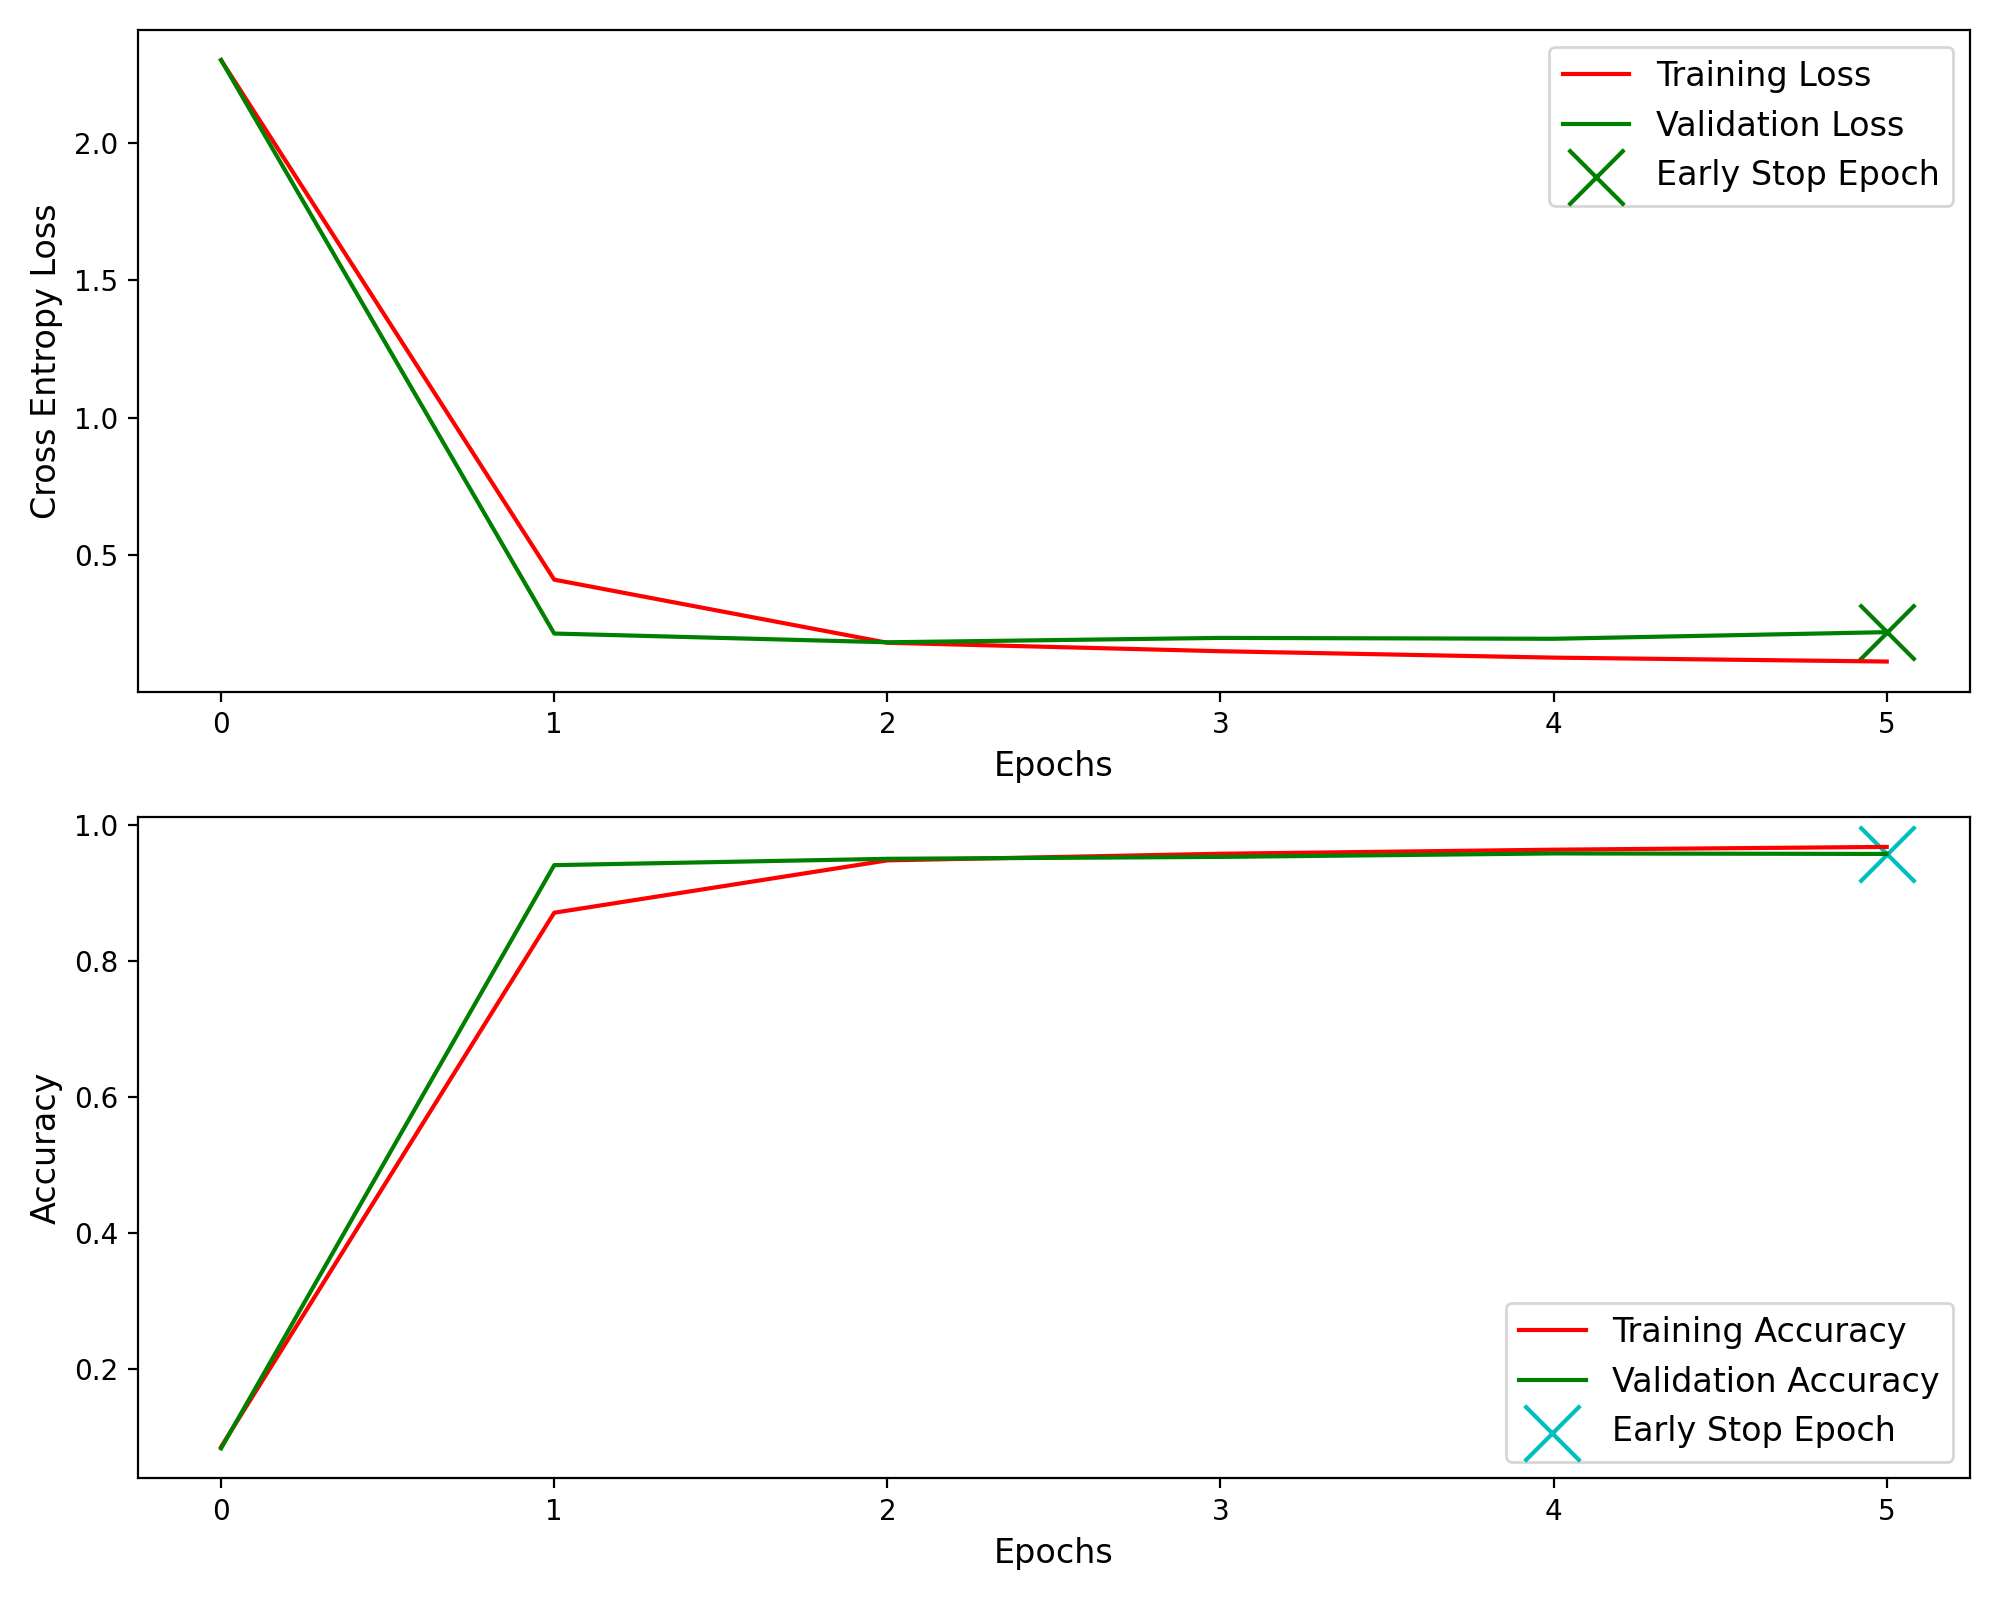 Training Loss
Validation Loss
Early Stop Epoch
2.0
1.5
1.0
0.5
Cross Entropy Loss
0 1 2 3 4 5
Epochs
1.0
0.8
0.6
0.4
0.2
Accuracy
Training Accuracy
Validation Accuracy
Early Stop Epoch
0 1 2 3 4 5
Epochs